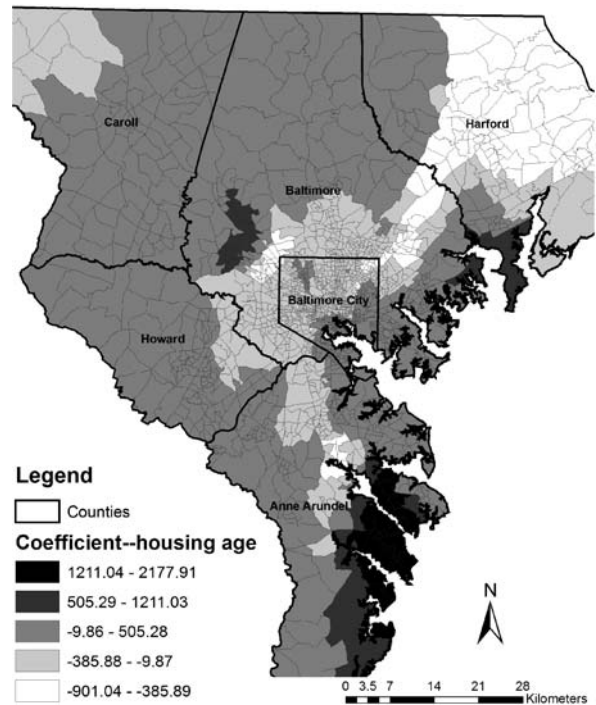 Caroll
Harford
Baltimore
Baltimore City
Howard
Anne Arundel
Legend
Counties
Coefficient--housing age
1211.04 - 2177.91
505.29 - 1211.03
-9.86 - 505.28
-385.88 - -9.87
-901.04 - -385.89
N
0 3.5 7 14 21 28
Kilometers